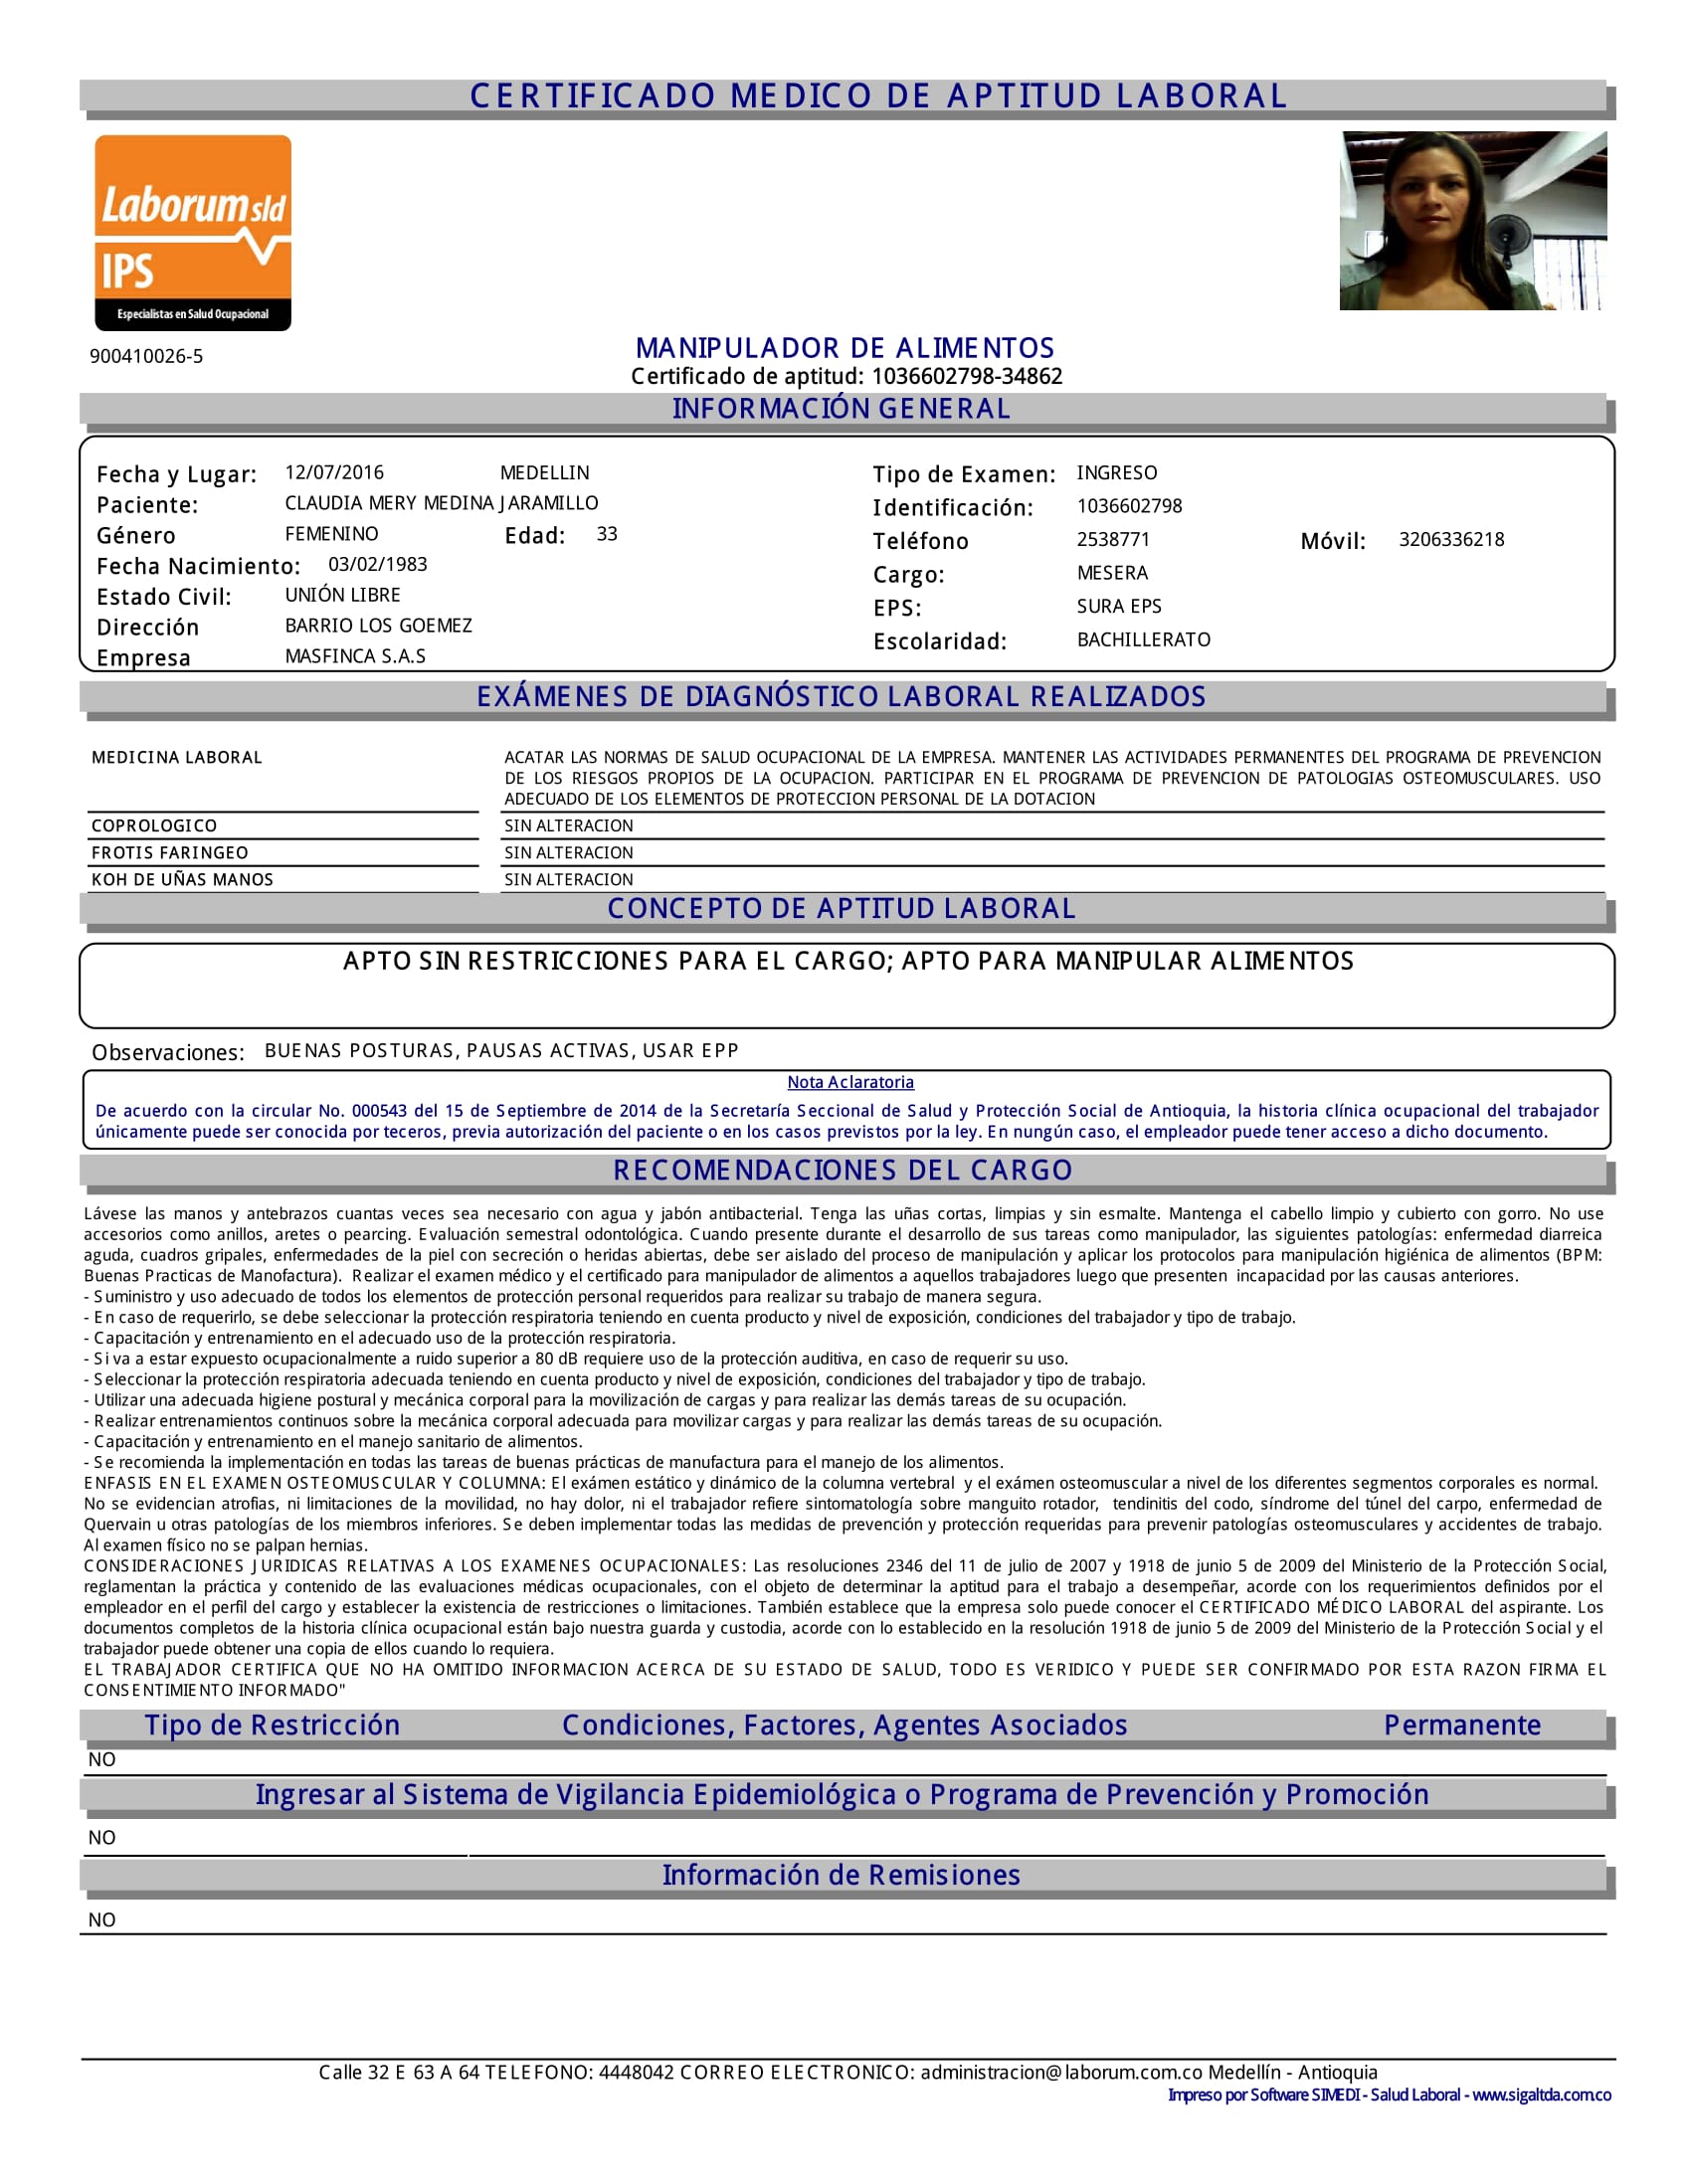 CERTIFICADO MEDICO DE APTITUD LABORAL
Laborum sld
IPS
Especialistas en Salud Ocupacional
900410026-5
MANIPULADOR DE ALIMENTOS
Certificado de aptitud: 1036602798-34862
INFORMACIÓN GENERAL
Fecha y Lugar: 12/07/2016 MEDELLIN
Paciente: CLAUDIA MERY MEDINA JARAMILLO
Género FEMENINO Edad: 33
Fecha Nacimiento: 03/02/1983
Estado Civil: UNIÓN LIBRE
Dirección BARRIO LOS GOEMEZ
Empresa MASFINCA S.A.S
Tipo de Examen: INGRESO
Identificación: 1036602798
Teléfono 2538771 Móvil: 3206336218
Cargo: MESERA
EPS: SURA EPS
Escolaridad: BACHILLERATO
EXÁMENES DE DIAGNÓSTICO LABORAL REALIZADOS
MEDICINA LABORAL ACATAR LAS NORMAS DE SALUD OCUPACIONAL DE LA EMPRESA. MANTENER LAS ACTIVIDADES PERMANENTES DEL PROGRAMA DE PREVENCION
DE LOS RIESGOS PROPIOS DE LA OCUPACION. PARTICIPAR EN EL PROGRAMA DE PREVENCION DE PATOLOGIAS OSTEOMUSCULARES. USO
ADECUADO DE LOS ELEMENTOS DE PROTECCION PERSONAL DE LA DOTACION
COPROLOGICO SIN ALTERACION
FROTIS FARINGEO SIN ALTERACION
KOH DE UÑAS MANOS SIN ALTERACION
CONCEPTO DE APTITUD LABORAL
APTO SIN RESTRICCIONES PARA EL CARGO; APTO PARA MANIPULAR ALIMENTOS
Observaciones: BUENAS POSTURAS, PAUSAS ACTIVAS, USAR EPP
Nota Aclaratoria
De acuerdo con la circular No. 000543 del 15 de Septiembre de 2014 de la Secretaría Seccional de Salud y Protección Social de Antioquia, la historia clínica ocupacional del trabajador
únicamente puede ser conocida por teceros, previa autorización del paciente o en los casos previstos por la ley. En nungún caso, el empleador puede tener acceso a dicho documento.
RECOMENDACIONES DEL CARGO
Lávese las manos y antebrazos cuantas veces sea necesario con agua y jabón antibacterial. Tenga las uñas cortas, limpias y sin esmalte. Mantenga el cabello limpio y cubierto con gorro. No use
accesorios como anillos, aretes o pearcing. Evaluación semestral odontológica. Cuando presente durante el desarrollo de sus tareas como manipulador, las siguientes patologías: enfermedad diarreica
aguda, cuadros gripales, enfermedades de la piel con secreción o heridas abiertas, debe ser aislado del proceso de manipulación y aplicar los protocolos para manipulación higiénica de alimentos (BPM:
Buenas Practicas de Manofactura). Realizar el examen médico y el certificado para manipulador de alimentos a aquellos trabajadores luego que presenten incapacidad por las causas anteriores.
- Suministro y uso adecuado de todos los elementos de protección personal requeridos para realizar su trabajo de manera segura.
- En caso de requerirlo, se debe seleccionar la protección respiratoria teniendo en cuenta producto y nivel de exposición, condiciones del trabajador y tipo de trabajo.
- Capacitación y entrenamiento en el adecuado uso de la protección respiratoria.
- Si va a estar expuesto ocupacionalmente a ruido superior a 80 dB requiere uso de la protección auditiva, en caso de requerir su uso.
- Seleccionar la protección respiratoria adecuada teniendo en cuenta producto y nivel de exposición, condiciones del trabajador y tipo de trabajo.
- Utilizar una adecuada higiene postural y mecánica corporal para la movilización de cargas y para realizar las demás tareas de su ocupación.
- Realizar entrenamientos continuos sobre la mecánica corporal adecuada para movilizar cargas y para realizar las demás tareas de su ocupación.
- Capacitación y entrenamiento en el manejo sanitario de alimentos.
- Se recomienda la implementación en todas las tareas de buenas prácticas de manufactura para el manejo de los alimentos.
ENFASIS EN EL EXAMEN OSTEOMUSCULAR Y COLUMNA: El exámen estático y dinámico de la columna vertebral y el exámen osteomuscular a nivel de los diferentes segmentos corporales es normal.
No se evidencian atrofias, ni limitaciones de la movilidad, no hay dolor, ni el trabajador refiere sintomatología sobre manguito rotador, tendinitis del codo, síndrome del túnel del carpo, enfermedad de
Quervain u otras patologías de los miembros inferiores. Se deben implementar todas las medidas de prevención y protección requeridas para prevenir patologías osteomusculares y accidentes de trabajo.
Al examen físico no se palpan hernias.
CONSIDERACIONES JURIDICAS RELATIVAS A LOS EXAMENES OCUPACIONALES: Las resoluciones 2346 del 11 de julio de 2007 y 1918 de junio 5 de 2009 del Ministerio de la Protección Social,
reglamentan la práctica y contenido de las evaluaciones médicas ocupacionales, con el objeto de determinar la aptitud para el trabajo a desempeñar, acorde con los requerimientos definidos por el
empleador en el perfil del cargo y establecer la existencia de restricciones o limitaciones. También establece que la empresa solo puede conocer el CERTIFICADO MÉDICO LABORAL del aspirante. Los
documentos completos de la historia clínica ocupacional están bajo nuestra guarda y custodia, acorde con lo establecido en la resolución 1918 de junio 5 de 2009 del Ministerio de la Protección Social y el
trabajador puede obtener una copia de ellos cuando lo requiera.
EL TRABAJADOR CERTIFICA QUE NO HA OMITIDO INFORMACION ACERCA DE SU ESTADO DE SALUD, TODO ES VERIDICO Y PUEDE SER CONFIRMADO POR ESTA RAZON FIRMA EL
CONSENTIMIENTO INFORMADO"
Tipo de Restricción Condiciones, Factores, Agentes Asociados Permanente
NO
Ingresar al Sistema de Vigilancia Epidemiológica o Programa de Prevención y Promoción
NO
Información de Remisiones
NO
Calle 32 E 63 A 64 TELEFONO: 4448042 CORREO ELECTRONICO: administracion@laborum.com.co Medellín - Antioquia
Impreso por Software SIMEDI - Salud Laboral - www.sigaltda.com.co